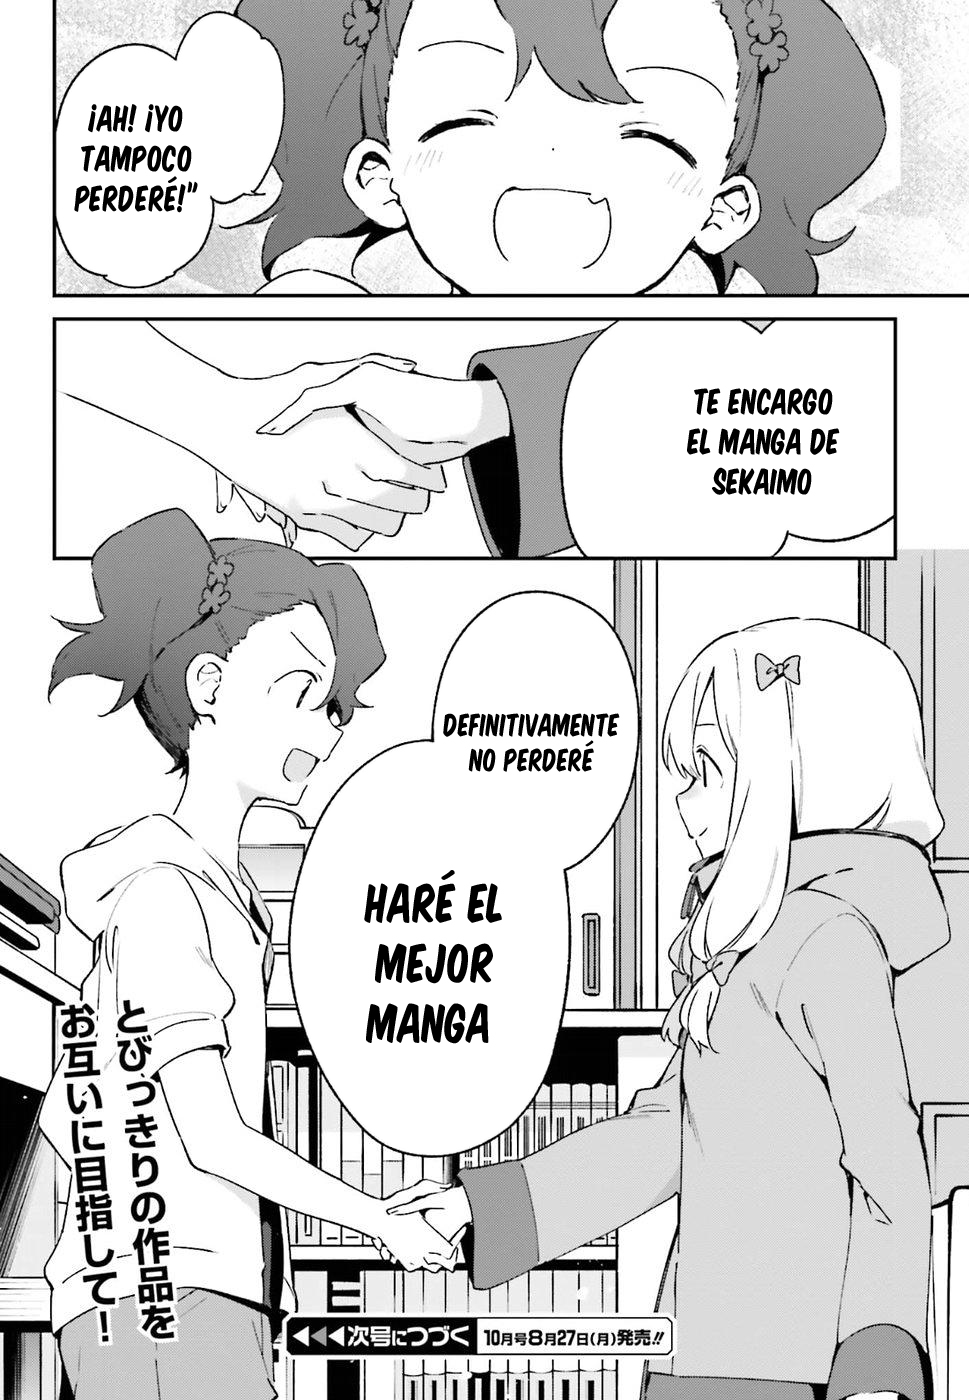 ¡AH! ¡YO
TAMPOCO
PERDERÉ!"
TE ENCARGO
EL MANGA DE
SEKAIMO
DEFINITIVAMENTE
NO PERDERÉ
HARÉ EL
MEJOR
MANGA
とびっきりの作品を
お互いに目指して!
次号につづく
10月号8月27日(月)発売!!